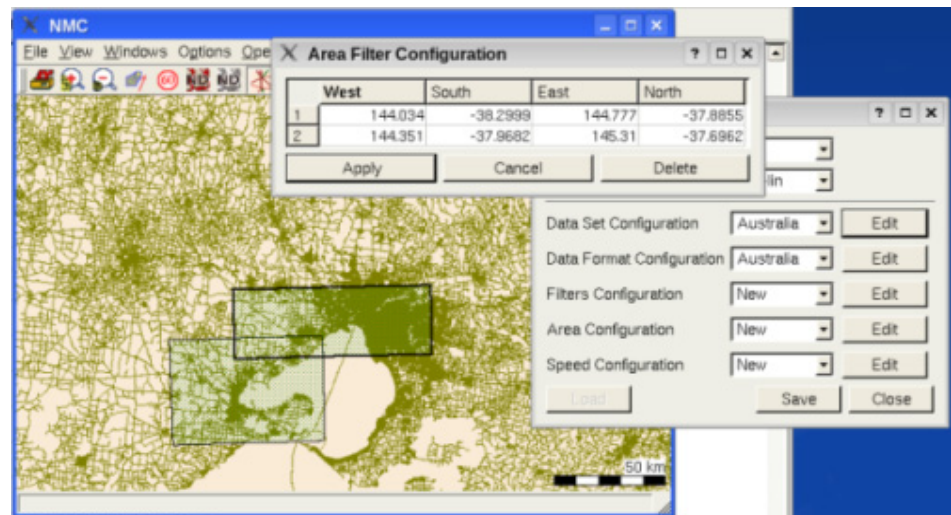 NMC
File View Windows Options Ope
Area Filter Configuration
West South East North
1 144.034 -38.2999 144.777 -37.8855
2 144.351 -37.9682 145.31 -37.6962
Apply Cancel Delete
lin
Data Set Configuration Australia Edit
Data Format Configuration Australia Edit
Filters Configuration New Edit
Area Configuration New Edit
Speed Configuration New Edit
Load Save Close
50 km